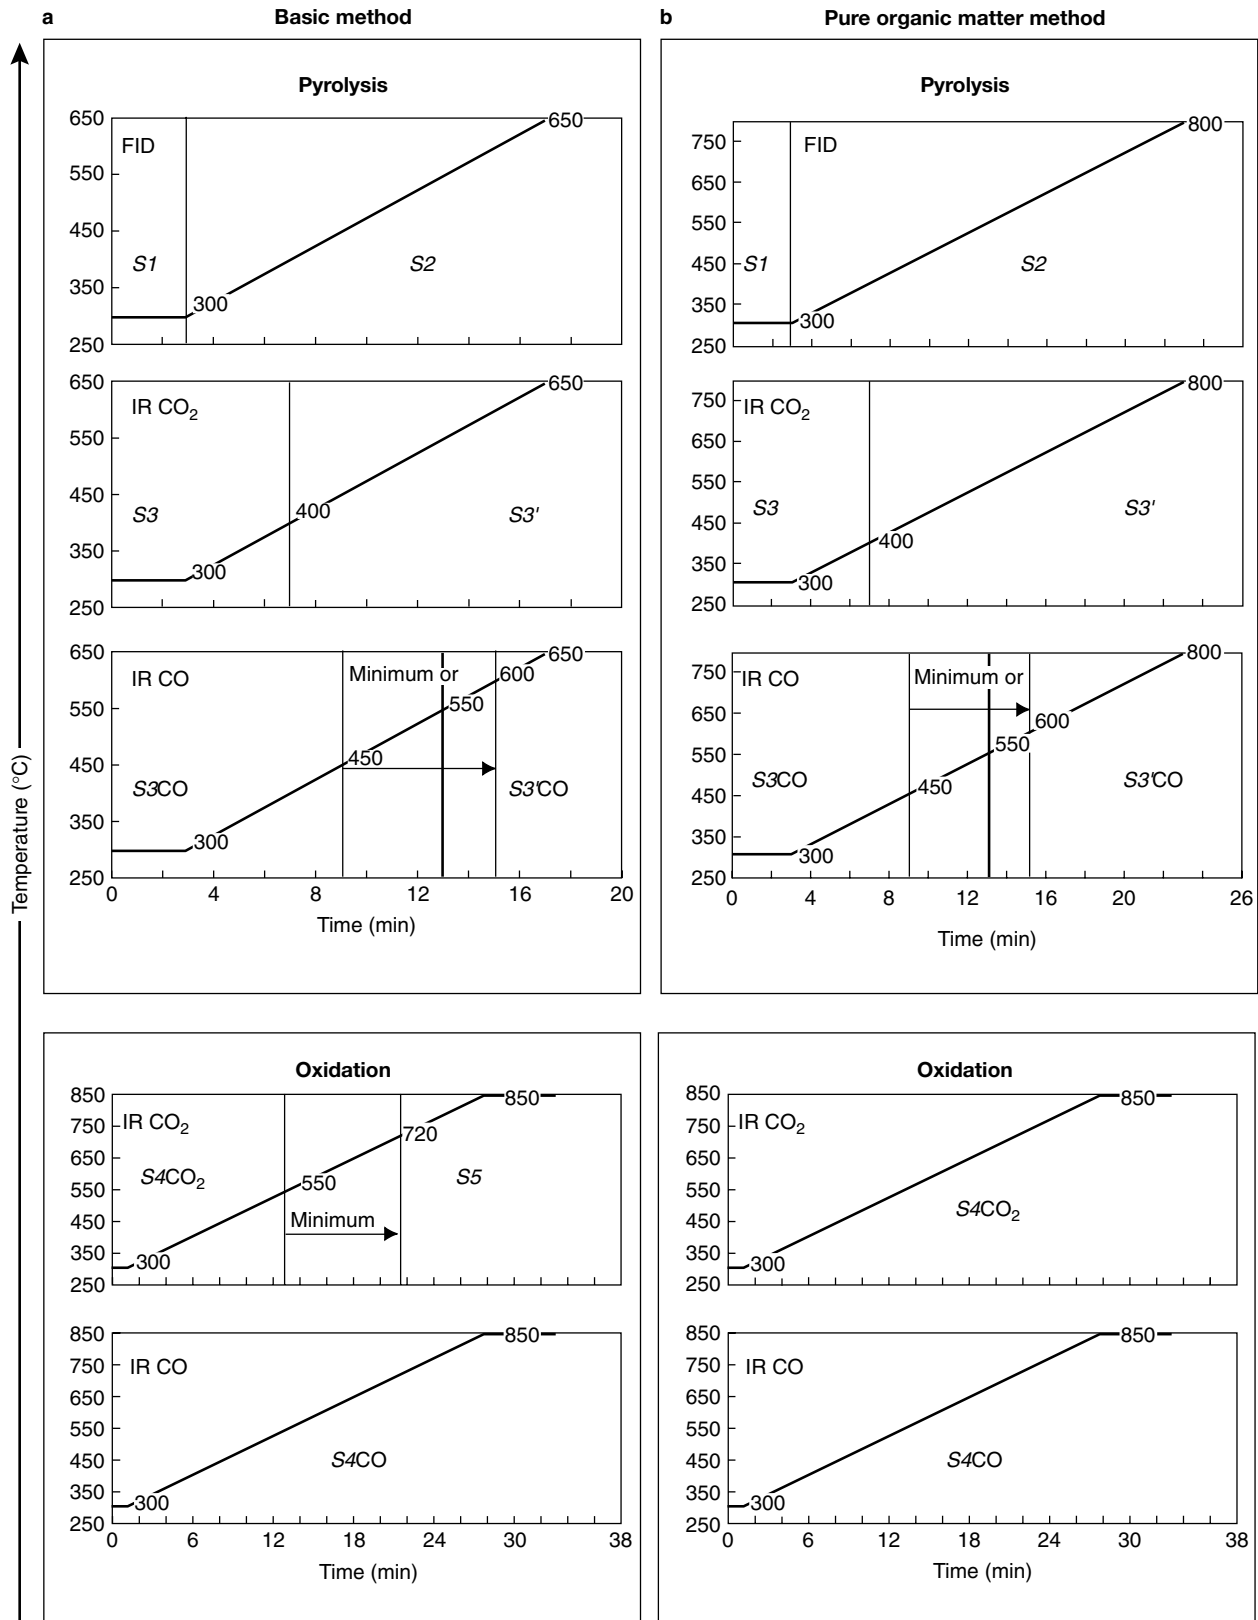 a Basic method
b Pure organic matter method
Temperature (°C)
Pyrolysis
650
550
450
350
250
FID
S1
S2
300
650
650
550
450
350
250
IR CO2
S3
S3'
300
400
650
650
550
450
350
250
IR CO
Minimum or
S3CO
S3'CO
300
450
550
600
650
0 4 8 12 16 20
Time (min)
Pyrolysis
750
650
550
450
350
250
FID
S1
S2
300
800
750
650
550
450
350
250
IR CO2
S3
S3'
300
400
800
750
650
550
450
350
250
IR CO
Minimum or
S3CO
S3'CO
300
450
550
600
800
0 4 8 12 16 20 26
Time (min)
Oxidation
850
750
650
550
450
350
250
IR CO2
S4CO2
S5
Minimum
300
550
720
850
850
750
650
550
450
350
250
IR CO
S4CO
300
850
0 6 12 18 24 30 38
Time (min)
Oxidation
850
750
650
550
450
350
250
IR CO2
S4CO2
300
850
850
750
650
550
450
350
250
IR CO
S4CO
300
850
0 6 12 18 24 30 38
Time (min)